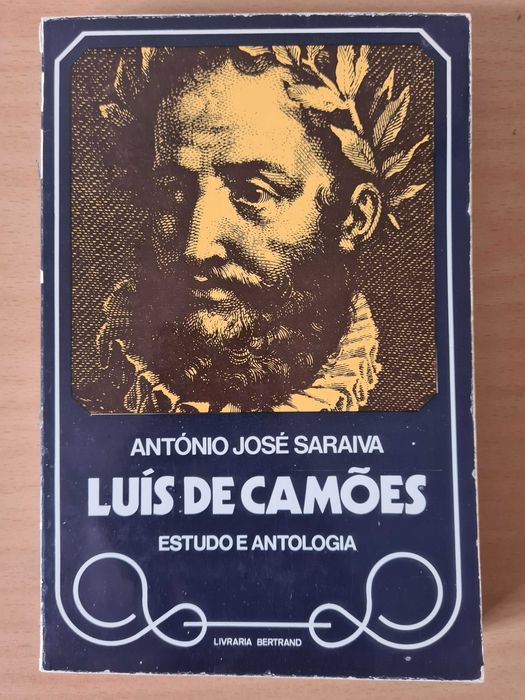 ANTÓNIO JOSÉ SARAIVA
LUÍS DE CAMÕES
ESTUDO E ANTOLOGIA
LIVRARIA BERTRAND